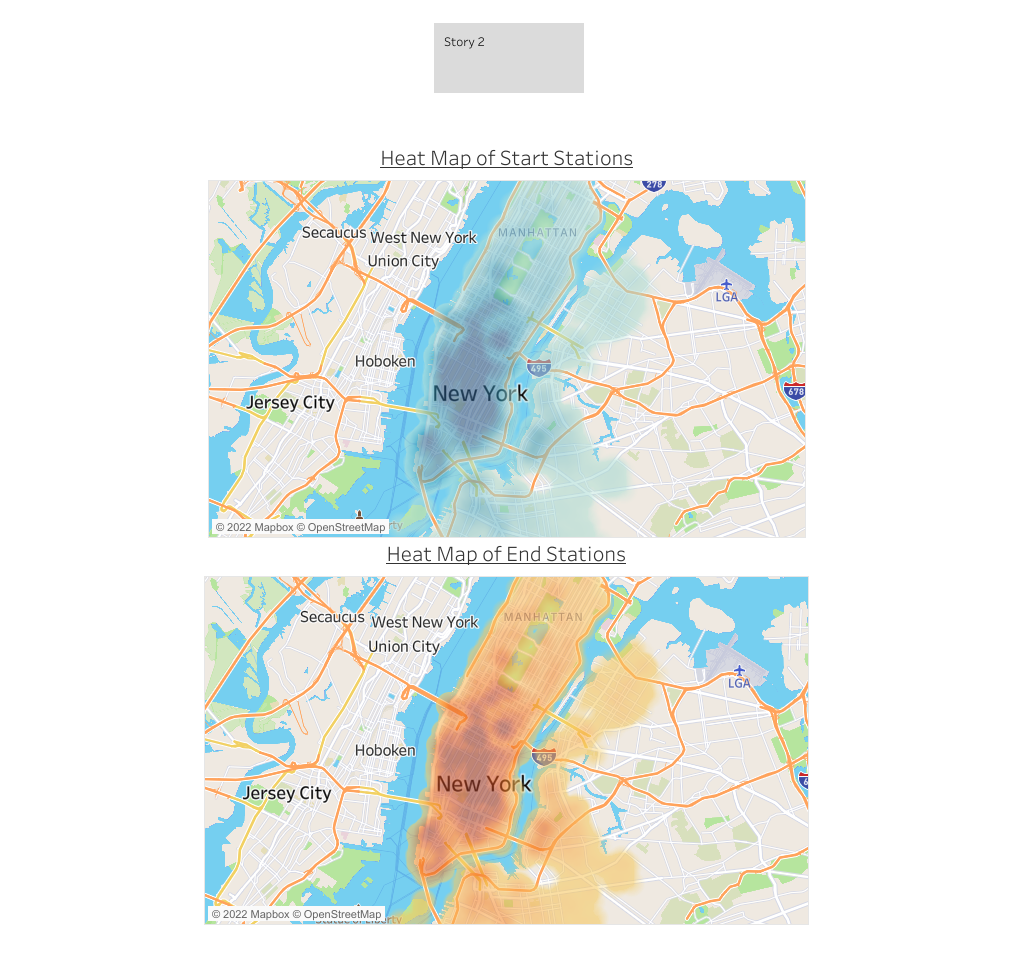 Story 2
Heat Map of Start Stations
278
MANHATTAN
Secaucus
West New York
Union City
LGA
Hoboken
495
New York
678
Jersey City
© 2022 Mapbox © OpenStreetMap
Heat Map of End Stations
MANHATTAN
Secaucus
West New York
Union City
LGA
Hoboken
495
New York
Jersey City
© 2022 Mapbox © OpenStreetMap